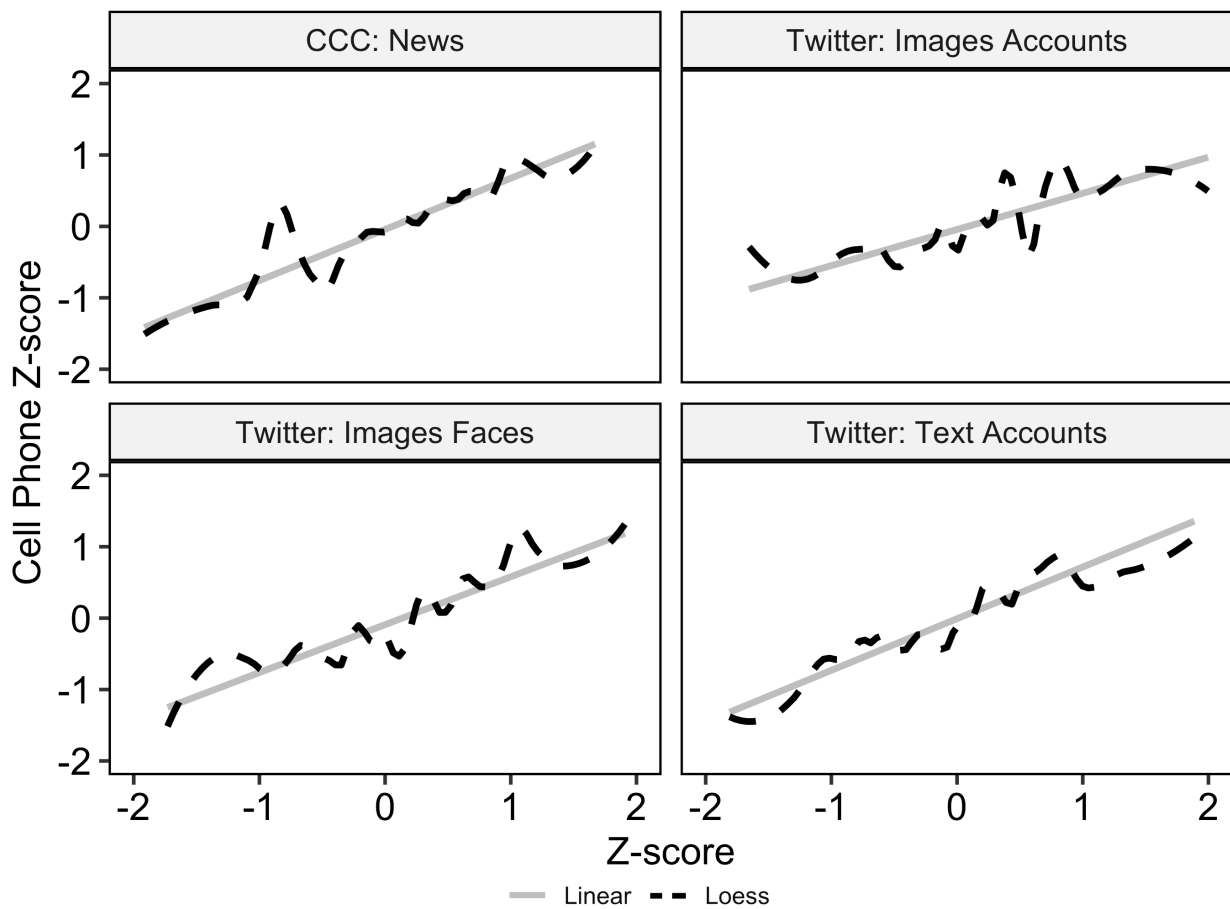 CCC: News
Twitter: Images Accounts
2
1
0
-1
-2
Twitter: Images Faces
Twitter: Text Accounts
2
1
0
-1
-2
Cell Phone Z-score
-2 -1 0 1 2
-2 -1 0 1 2
Z-score
Linear Loess